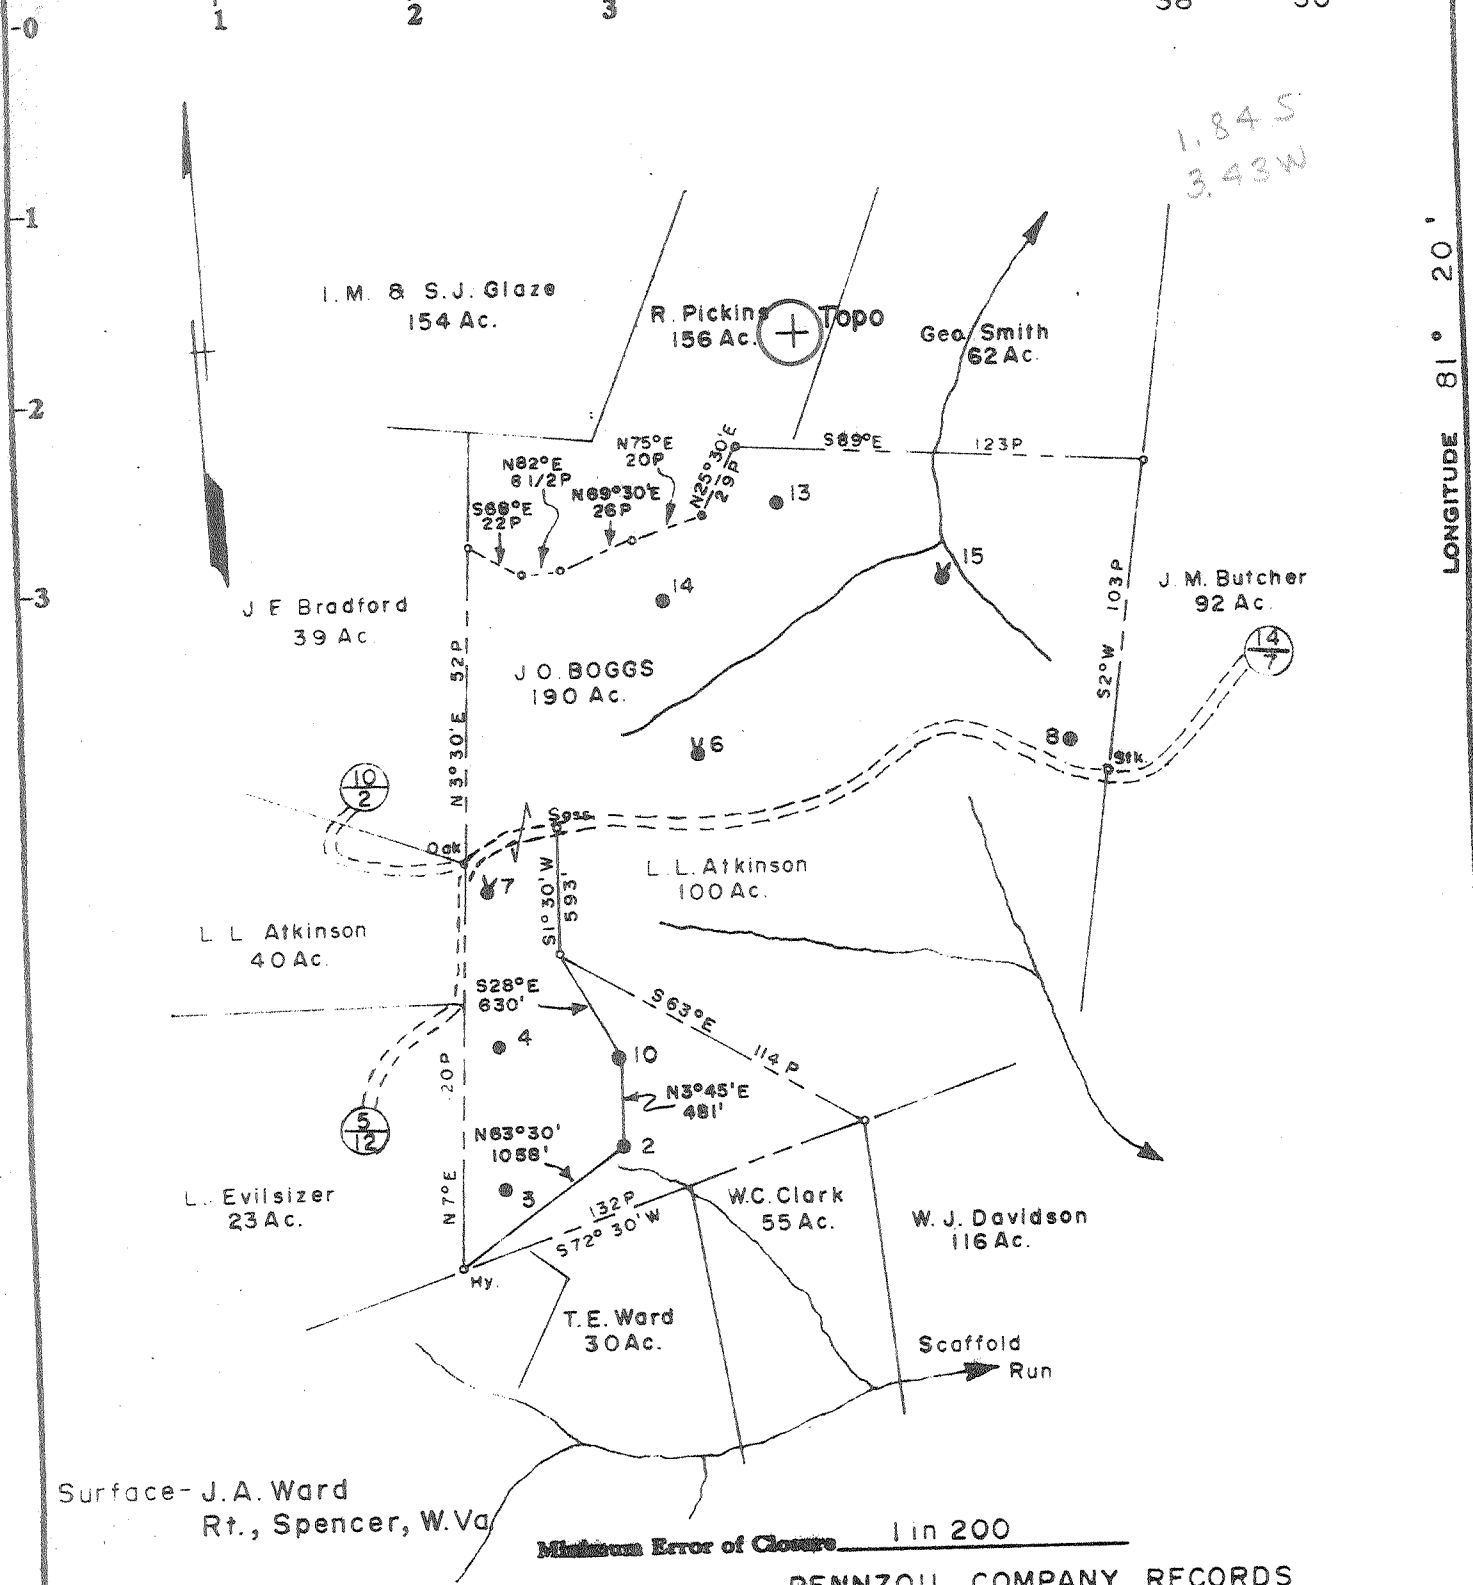 -0
1
2
3
1.84 S
3.43 W
-1
I. M. & S.J. Glaze
154 Ac.
R. Pickins
156 Ac.
Topo
Geo. Smith
62 Ac.
LONGITUDE 81° 20'
-2
N75°E
20P
N25°30'E
29P
S89°E 123P
N82°E
6 1/2P
N69°30'E
26P
S68°E
22P
13
15
14
-3
J F Bradford
39 Ac.
J. M. Butcher
92 Ac.
103P
S2°W
14
7
J O. BOGGS
190 Ac.
N3°30'E 52P
6
8
Stk.
10
2
Sass.
Oak
7
S1°30'W
593'
L. L. Atkinson
100 Ac.
L L Atkinson
40 Ac.
S28°E
630'
S63°E
114 P
4
10
N3°45'E
481'
N7°E 20P
5
12
N63°30'
1058'
2
3
132P
S72°30'W
L. Evilsizer
23 Ac.
W.C. Clark
55 Ac.
W. J. Davidson
116 Ac.
Hy.
T.E. Ward
30 Ac.
Scaffold
Run
Surface- J.A. Ward
Rt., Spencer, W.Va
Minimum Error of Closure 1 in 200
PENNZOIL COMPANY RECORDS